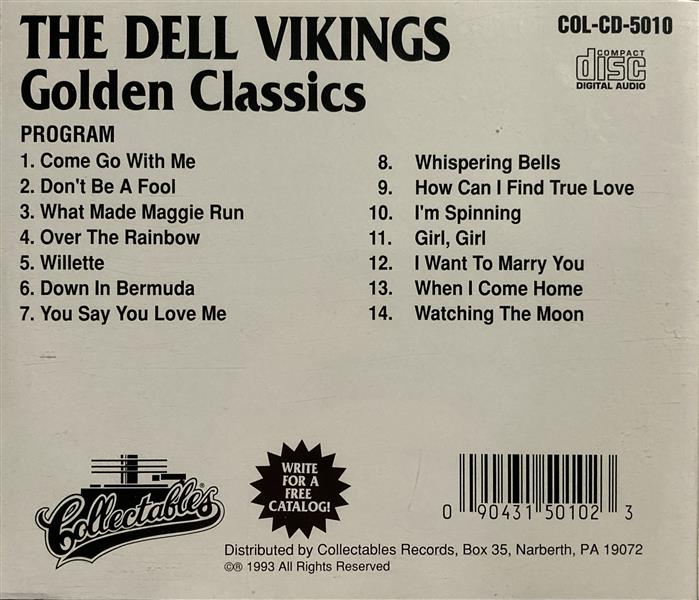 THE DELL VIKINGS
Golden Classics
COL-CD-5010
COMPACT
disc
DIGITAL AUDIO
PROGRAM
1. Come Go With Me
2. Don't Be A Fool
3. What Made Maggie Run
4. Over The Rainbow
5. Willette
6. Down In Bermuda
7. You Say You Love Me
8. Whispering Bells
9. How Can I Find True Love
10. I'm Spinning
11. Girl, Girl
12. I Want To Marry You
13. When I Come Home
14. Watching The Moon
Collectables
WRITE
FOR A
FREE
CATALOG!
0 90431 50102 3
Distributed by Collectables Records, Box 35, Narberth, PA 19072
©℗ 1993 All Rights Reserved